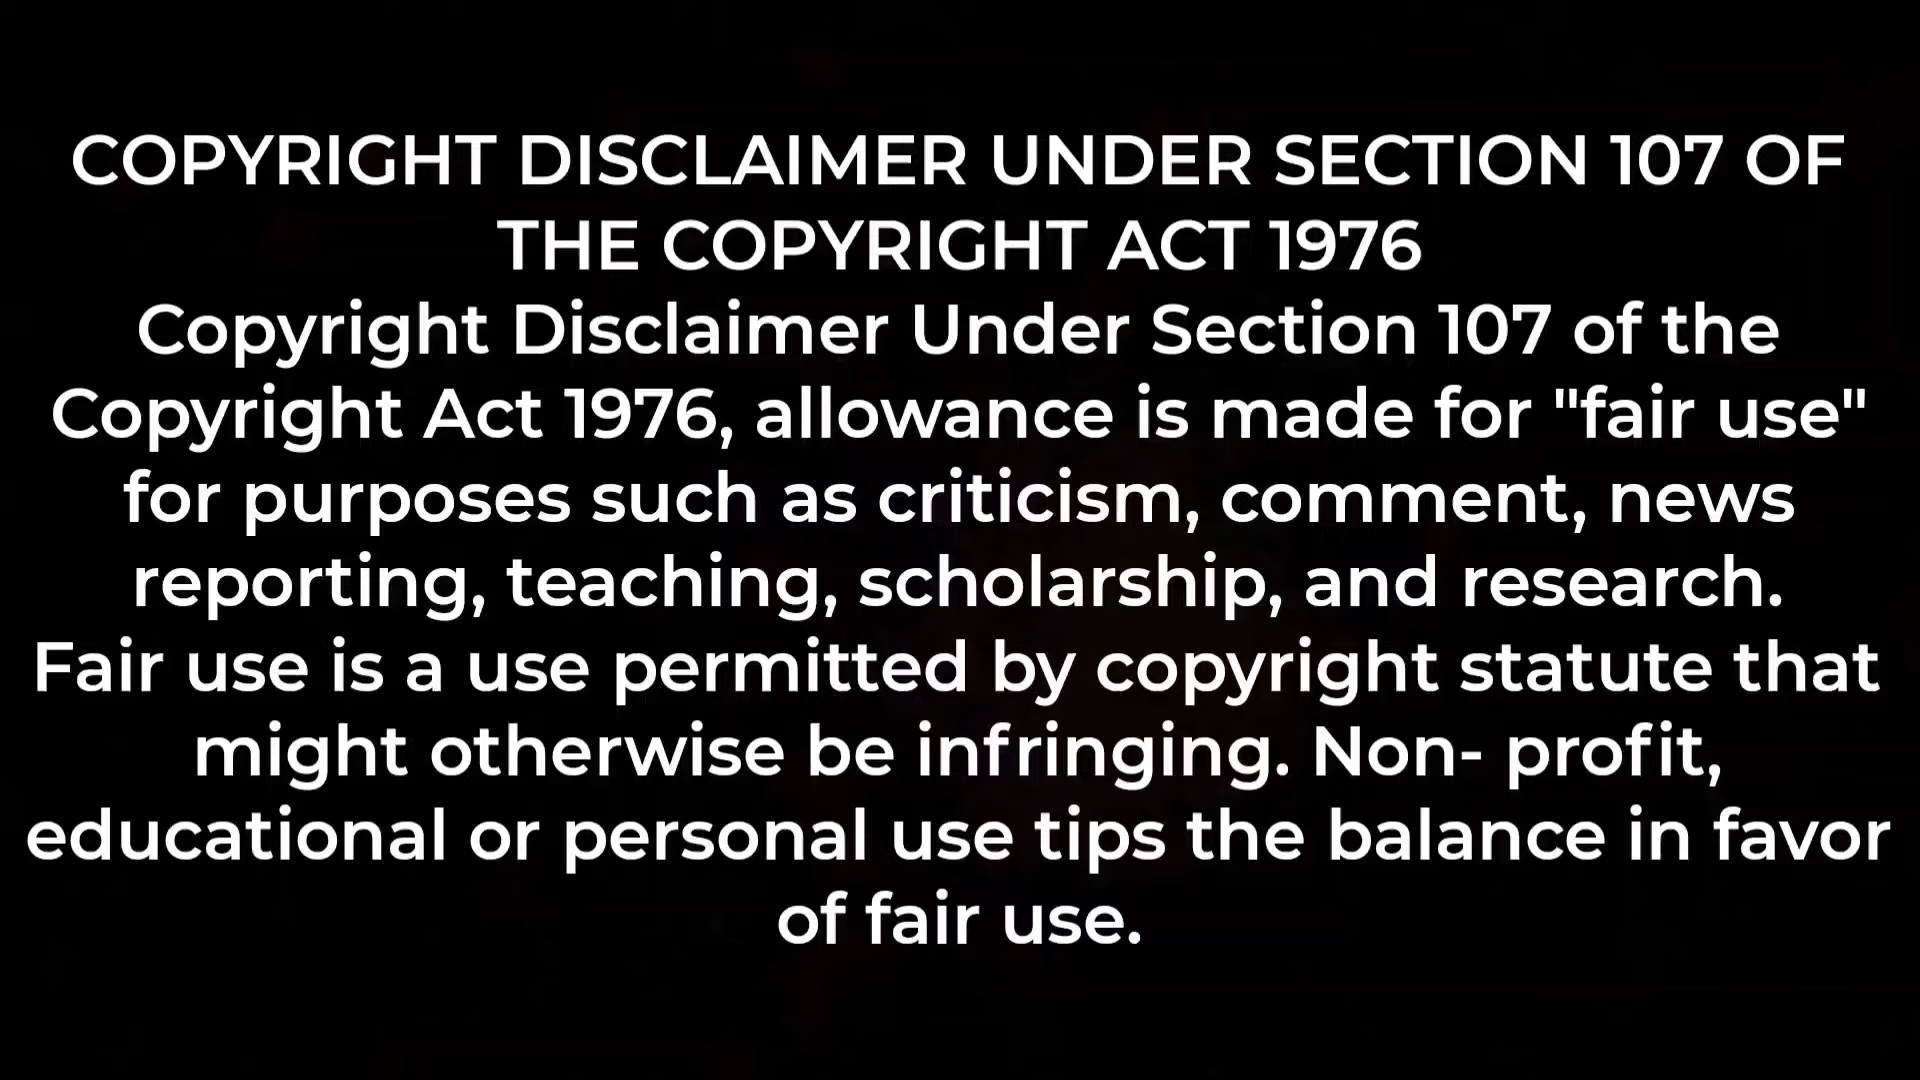 COPYRIGHT DISCLAIMER UNDER SECTION 107 OF
THE COPYRIGHT ACT 1976
Copyright Disclaimer Under Section 107 of the
Copyright Act 1976, allowance is made for "fair use"
for purposes such as criticism, comment, news
reporting, teaching, scholarship, and research.
Fair use is a use permitted by copyright statute that
might otherwise be infringing. Non- profit,
educational or personal use tips the balance in favor
of fair use.